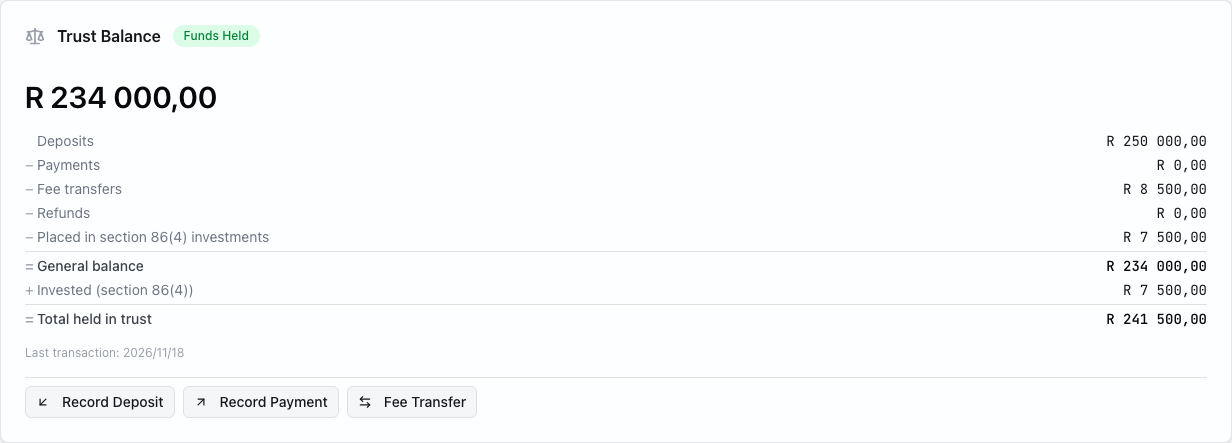 Trust Balance Funds Held
R 234 000,00
Deposits R 250 000,00
– Payments R 0,00
– Fee transfers R 8 500,00
– Refunds R 0,00
– Placed in section 86(4) investments R 7 500,00
= General balance R 234 000,00
+ Invested (section 86(4)) R 7 500,00
= Total held in trust R 241 500,00
Last transaction: 2026/11/18
Record Deposit Record Payment Fee Transfer